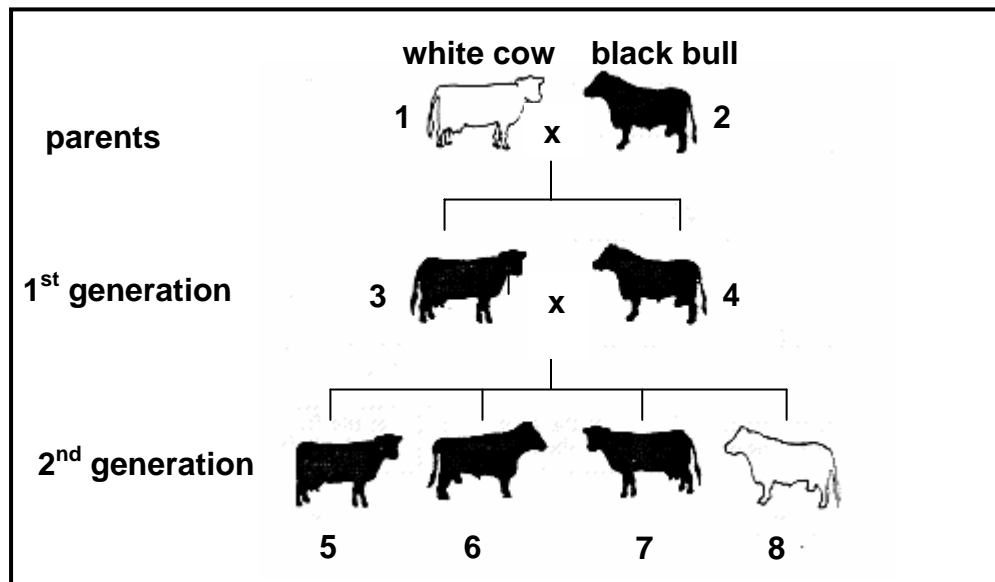 white cow black bull
1 x 2
parents
1st generation
3 x 4
2nd generation
5 6 7 8